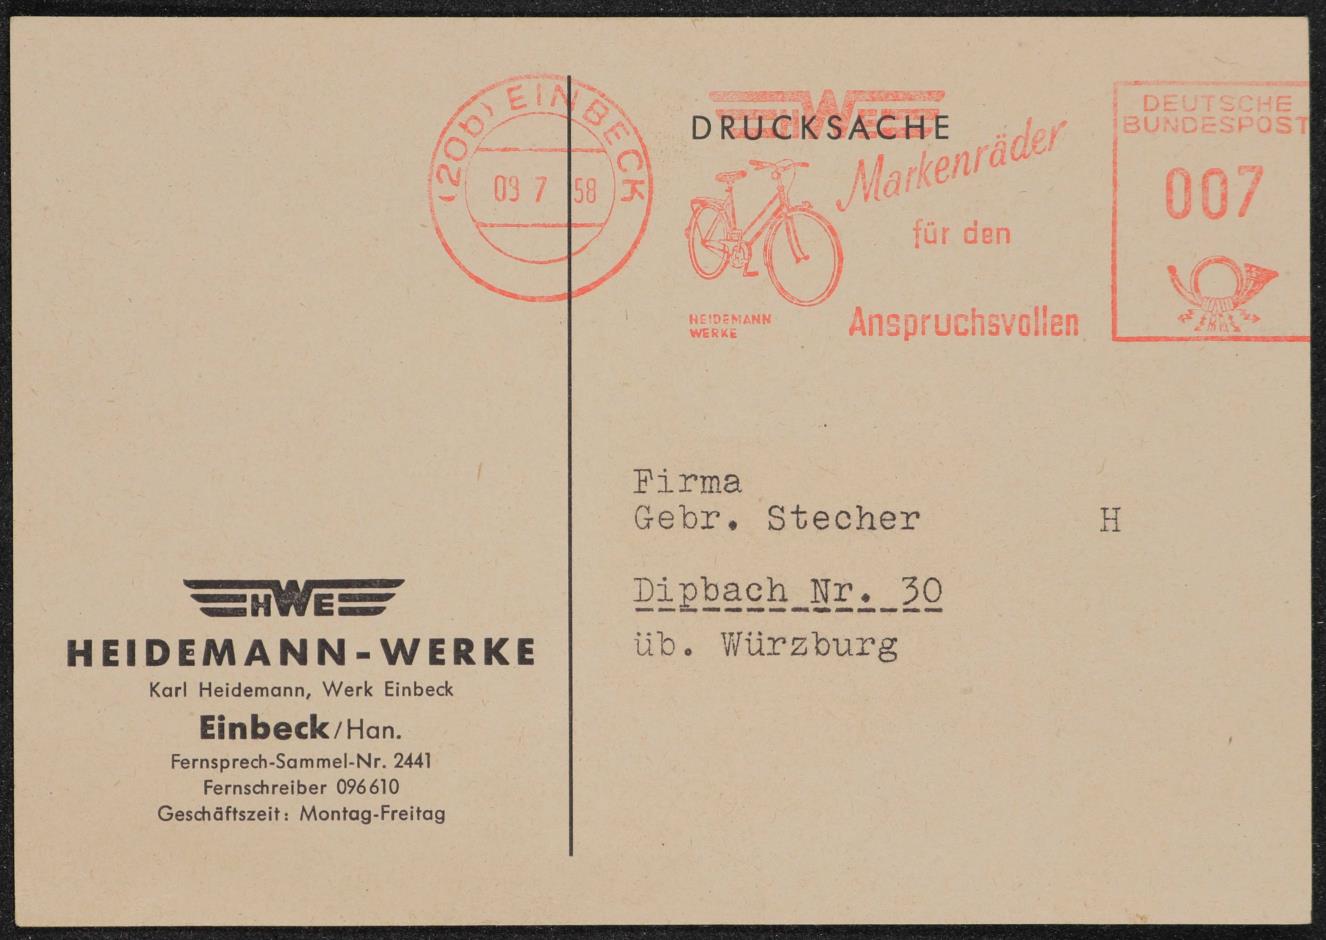 (20b) EINBECK
09 7 58
HWE
DRUCKSACHE
Markenräder
für den
Anspruchsvollen
HEIDEMANN
WERKE
DEUTSCHE
BUNDESPOST
007
Firma
Gebr. Stecher H
Dipbach Nr. 30
üb. Würzburg
HWE
HEIDEMANN-WERKE
Karl Heidemann, Werk Einbeck
Einbeck/Han.
Fernsprech-Sammel-Nr. 2441
Fernschreiber 096610
Geschäftszeit: Montag-Freitag